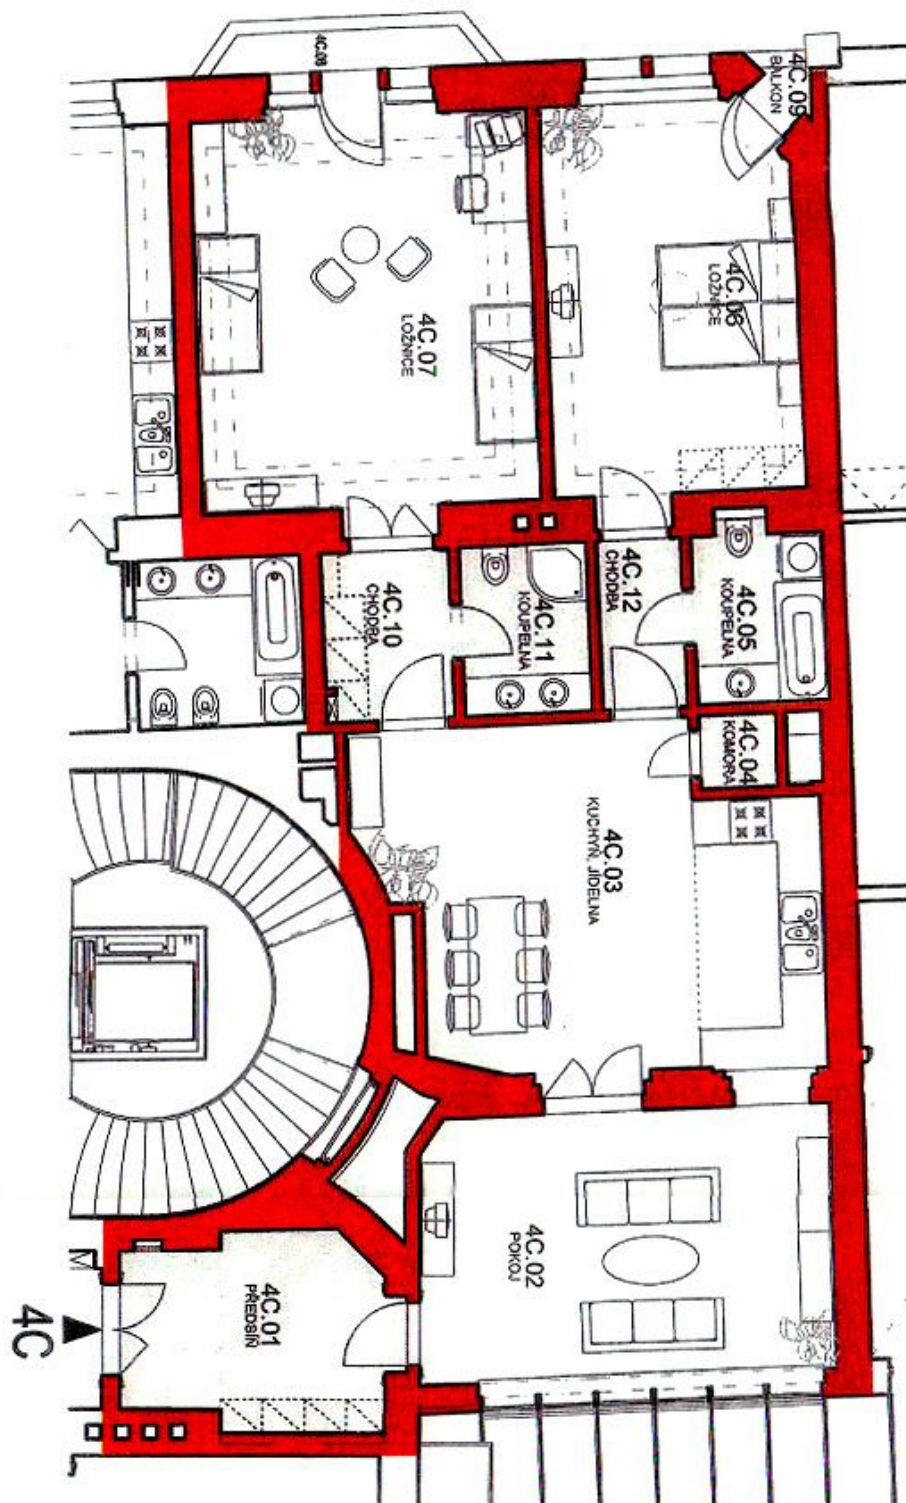 4C.08
4C.09
BALKON
4C.06
LOŽNICE
4C.07
LOŽNICE
4C.12
CHODBA
4C.05
KOUPELNA
4C.10
CHODBA
4C.11
KOUPELNA
4C.04
KOMORA
4C.03
KUCHYŇ, JÍDELNA
4C.02
POKOJ
4C.01
PŘEDSÍŇ
4C